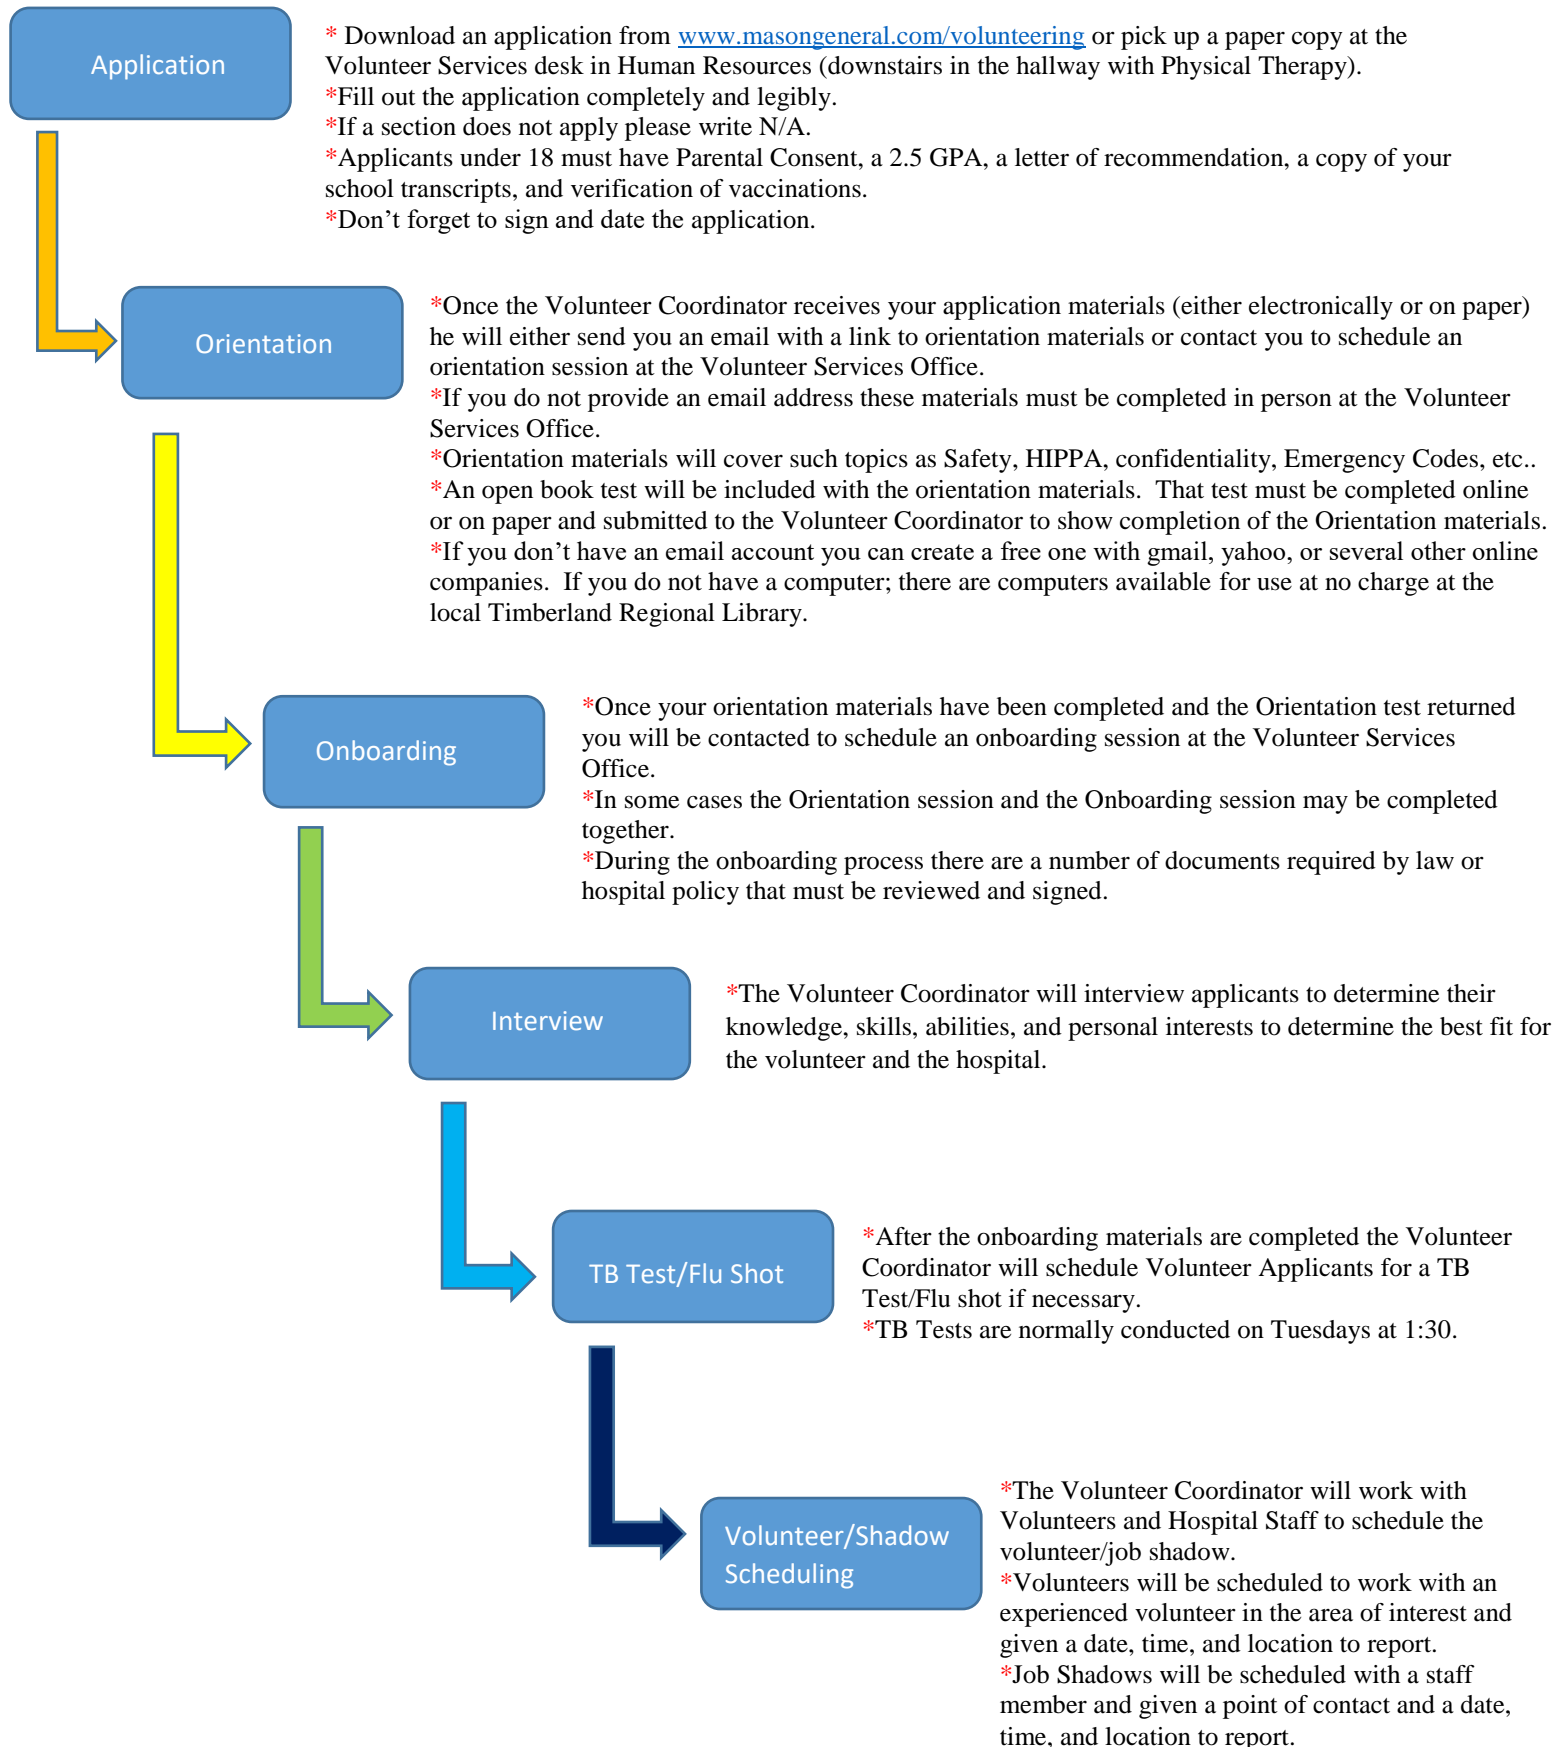 Application
* Download an application from www.masongeneral.com/volunteering or pick up a paper copy at the
Volunteer Services desk in Human Resources (downstairs in the hallway with Physical Therapy).
*Fill out the application completely and legibly.
*If a section does not apply please write N/A.
*Applicants under 18 must have Parental Consent, a 2.5 GPA, a letter of recommendation, a copy of your
school transcripts, and verification of vaccinations.
*Don’t forget to sign and date the application.
Orientation
*Once the Volunteer Coordinator receives your application materials (either electronically or on paper)
he will either send you an email with a link to orientation materials or contact you to schedule an
orientation session at the Volunteer Services Office.
*If you do not provide an email address these materials must be completed in person at the Volunteer
Services Office.
*Orientation materials will cover such topics as Safety, HIPPA, confidentiality, Emergency Codes, etc..
*An open book test will be included with the orientation materials.  That test must be completed online
or on paper and submitted to the Volunteer Coordinator to show completion of the Orientation materials.
*If you don’t have an email account you can create a free one with gmail, yahoo, or several other online
companies.  If you do not have a computer; there are computers available for use at no charge at the
local Timberland Regional Library.
Onboarding
*Once your orientation materials have been completed and the Orientation test returned
you will be contacted to schedule an onboarding session at the Volunteer Services
Office.
*In some cases the Orientation session and the Onboarding session may be completed
together.
*During the onboarding process there are a number of documents required by law or
hospital policy that must be reviewed and signed.
Interview
*The Volunteer Coordinator will interview applicants to determine their
knowledge, skills, abilities, and personal interests to determine the best fit for
the volunteer and the hospital.
TB Test/Flu Shot
*After the onboarding materials are completed the Volunteer
Coordinator will schedule Volunteer Applicants for a TB
Test/Flu shot if necessary.
*TB Tests are normally conducted on Tuesdays at 1:30.
Volunteer/Shadow
Scheduling
*The Volunteer Coordinator will work with
Volunteers and Hospital Staff to schedule the
volunteer/job shadow.
*Volunteers will be scheduled to work with an
experienced volunteer in the area of interest and
given a date, time, and location to report.
*Job Shadows will be scheduled with a staff
member and given a point of contact and a date,
time, and location to report.